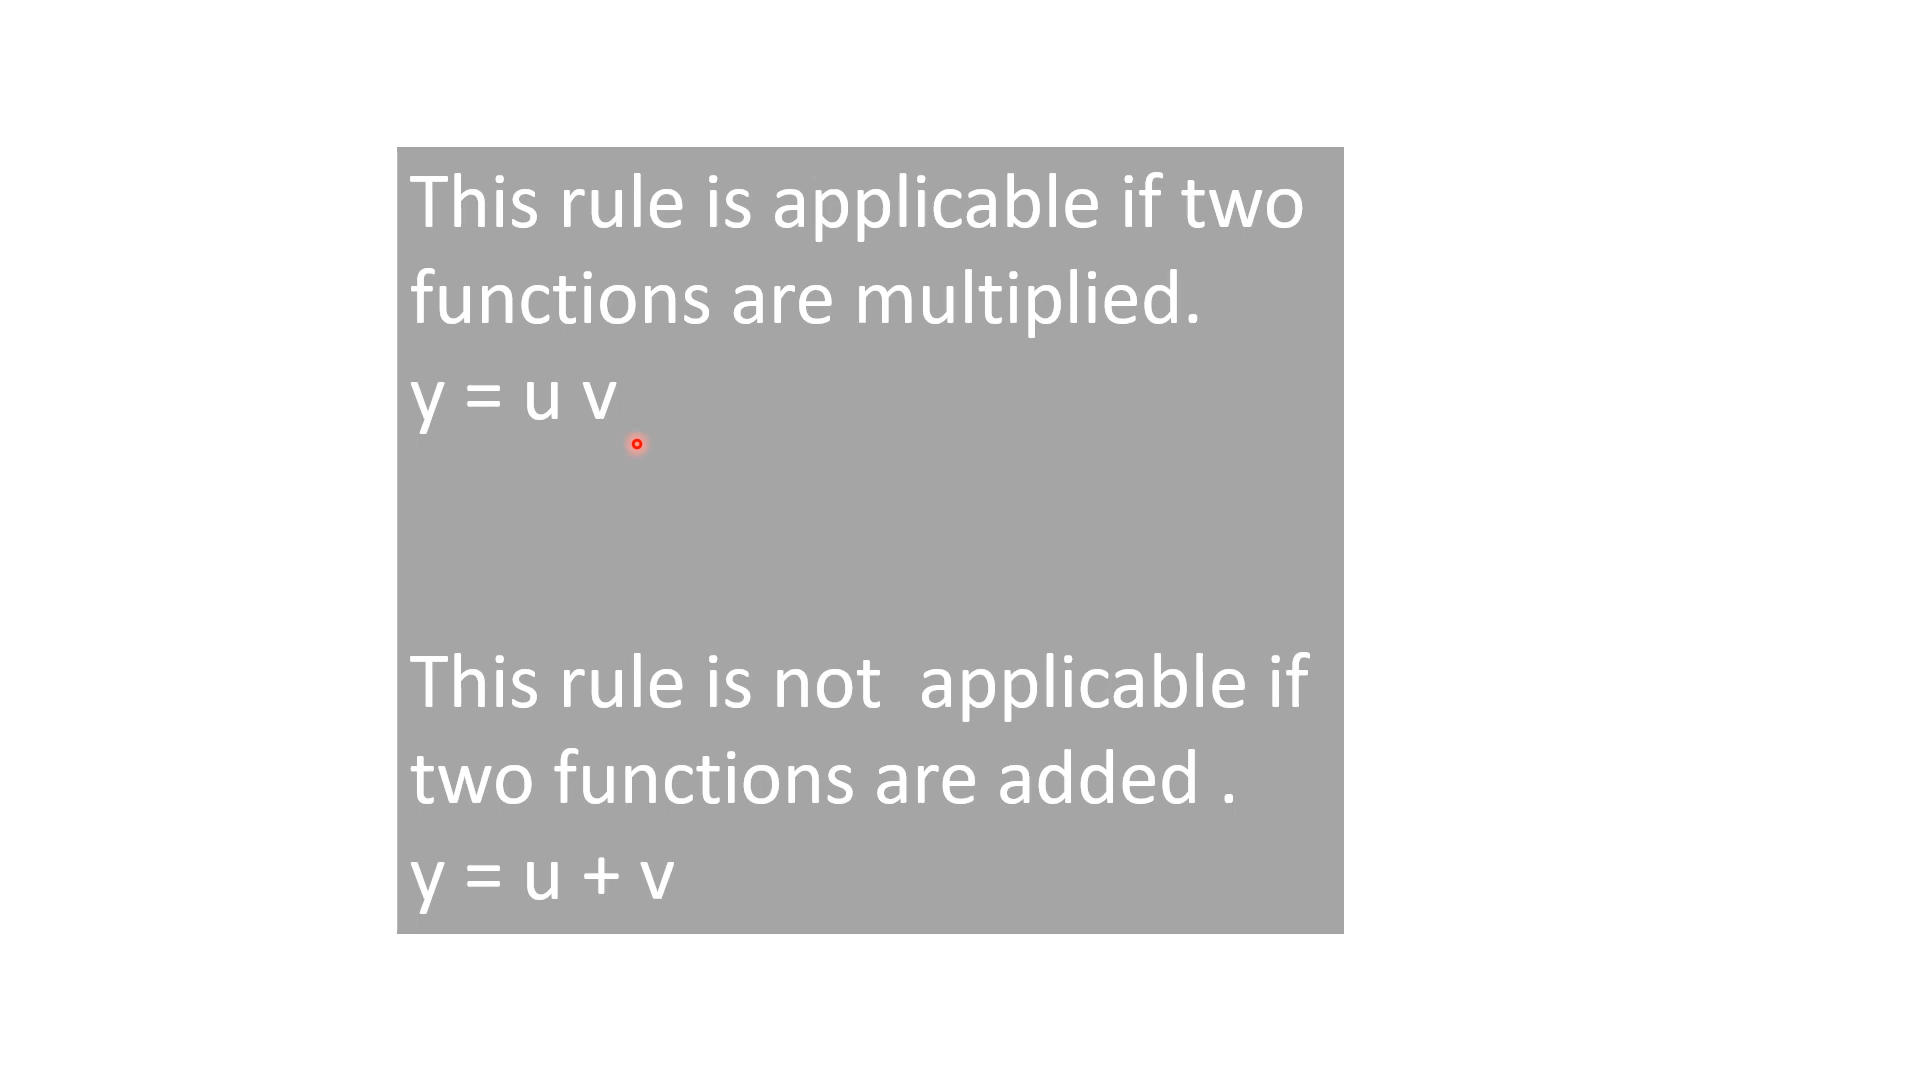 This rule is applicable if two
functions are multiplied.
y = u v
This rule is not  applicable if
two functions are added .
y = u + v